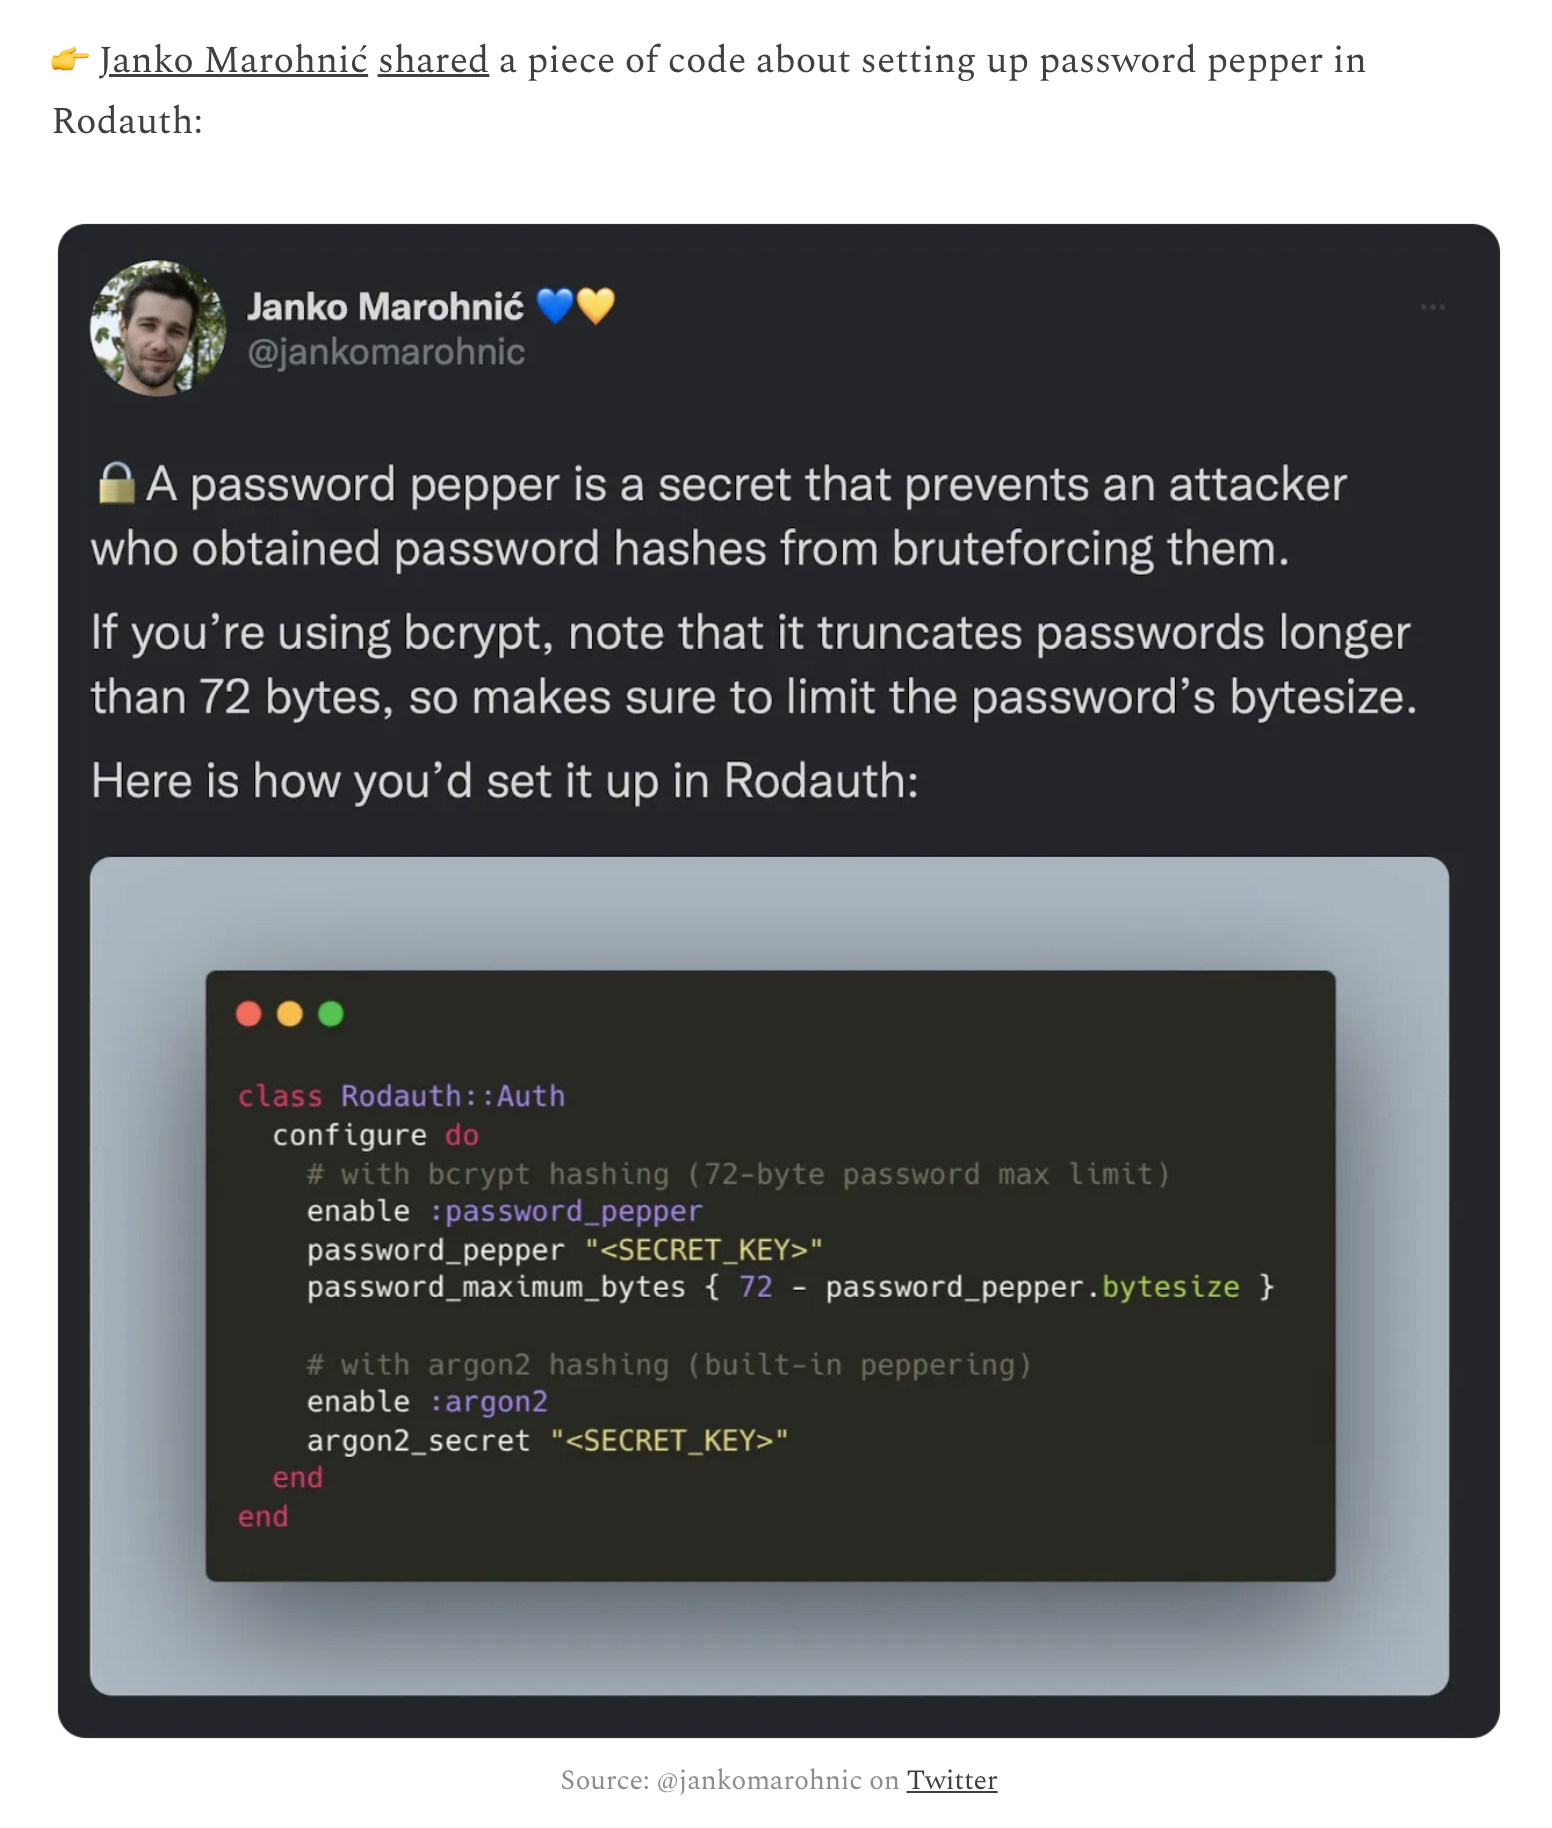 👉 Janko Marohnić shared a piece of code about setting up password pepper in
Rodauth:
Janko Marohnić 💙💛
@jankomarohnic
🔒 A password pepper is a secret that prevents an attacker
who obtained password hashes from bruteforcing them.
If you’re using bcrypt, note that it truncates passwords longer
than 72 bytes, so makes sure to limit the password’s bytesize.
Here is how you’d set it up in Rodauth:
class Rodauth::Auth
  configure do
    # with bcrypt hashing (72-byte password max limit)
    enable :password_pepper
    password_pepper "<SECRET_KEY>"
    password_maximum_bytes { 72 - password_pepper.bytesize }
    # with argon2 hashing (built-in peppering)
    enable :argon2
    argon2_secret "<SECRET_KEY>"
  end
end
Source: @jankomarohnic on Twitter